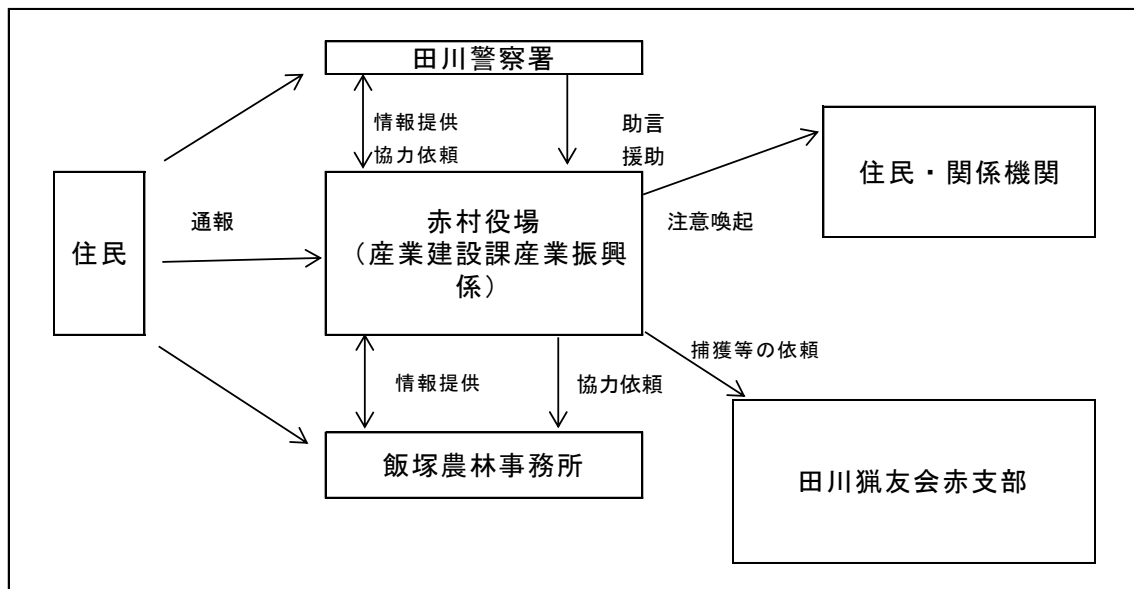 田川警察署
情報提供
協力依頼
助言
援助
住民・関係機関
通報
住民
赤村役場
（産業建設課産業振興
係）
注意喚起
捕獲等の依頼
情報提供
協力依頼
飯塚農林事務所
田川猟友会赤支部